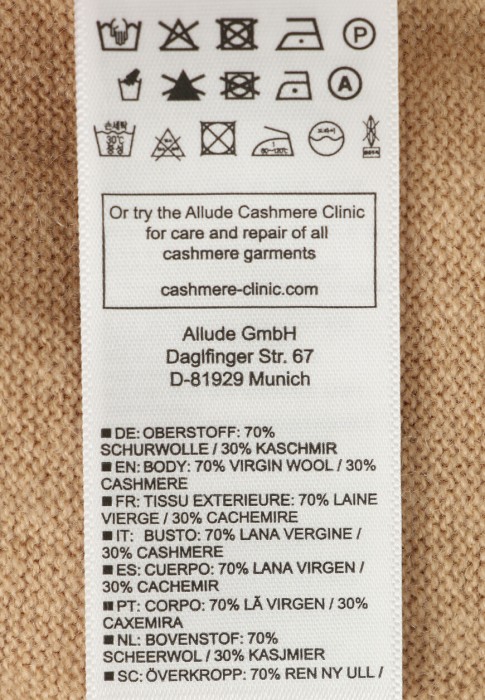 P
A
Or try the Allude Cashmere Clinic
for care and repair of all
cashmere garments
cashmere-clinic.com
Allude GmbH
Daglfinger Str. 67
D-81929 Munich
■ DE: OBERSTOFF: 70%
SCHURWOLLE / 30% KASCHMIR
■ EN: BODY: 70% VIRGIN WOOL / 30%
CASHMERE
■ FR: TISSU EXTERIEURE: 70% LAINE
VIERGE / 30% CACHEMIRE
■ IT: BUSTO: 70% LANA VERGINE /
30% CASHMERE
■ ES: CUERPO: 70% LANA VIRGEN /
30% CACHEMIR
■ PT: CORPO: 70% LÃ VIRGEN / 30%
CAXEMIRA
■ NL: BOVENSTOF: 70%
SCHEERWOL / 30% KASJMIER
■ SC: ÖVERKROPP: 70% REN NY ULL /